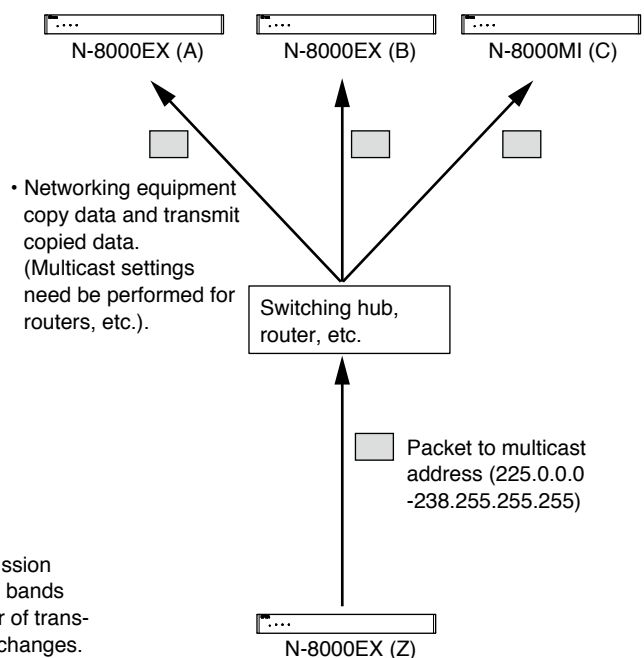 N-8000EX (A)
N-8000EX (B)
N-8000MI (C)
・Networking equipment
copy data and transmit
copied data.
(Multicast settings
need be performed for
routers, etc.).
Switching hub,
router, etc.
Packet to multicast
address (225.0.0.0
-238.255.255.255)
ssion
bands
r of trans-
changes.
N-8000EX (Z)